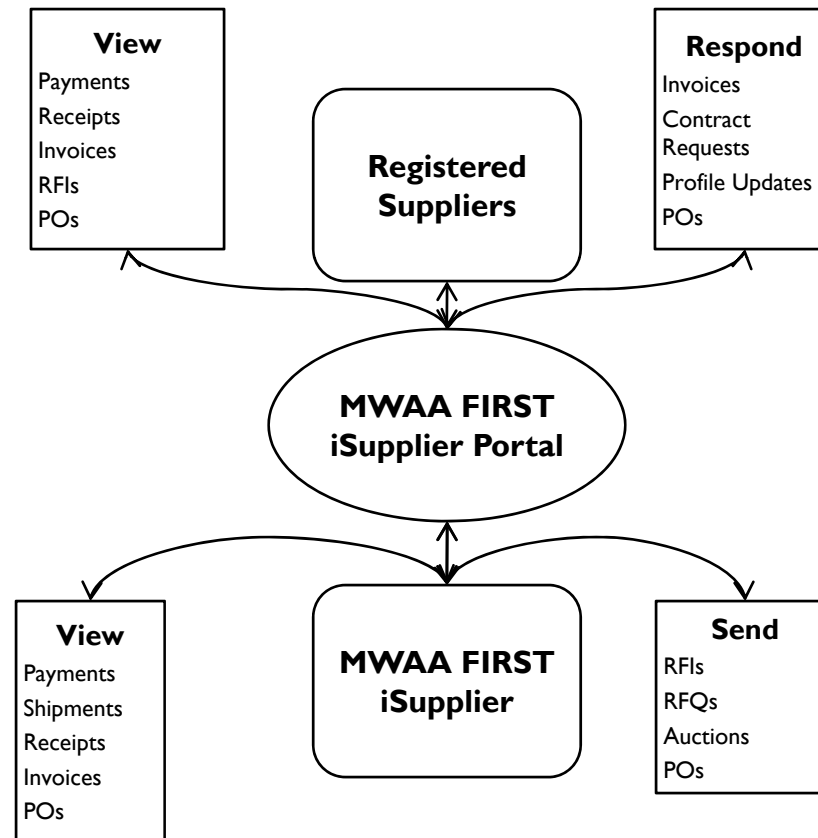 View
Payments
Receipts
Invoices
RFIs
POs
Registered
Suppliers
Respond
Invoices
Contract
Requests
Profile Updates
POs
MWAA FIRST
iSupplier Portal
View
Payments
Shipments
Receipts
Invoices
POs
MWAA FIRST
iSupplier
Send
RFIs
RFQs
Auctions
POs